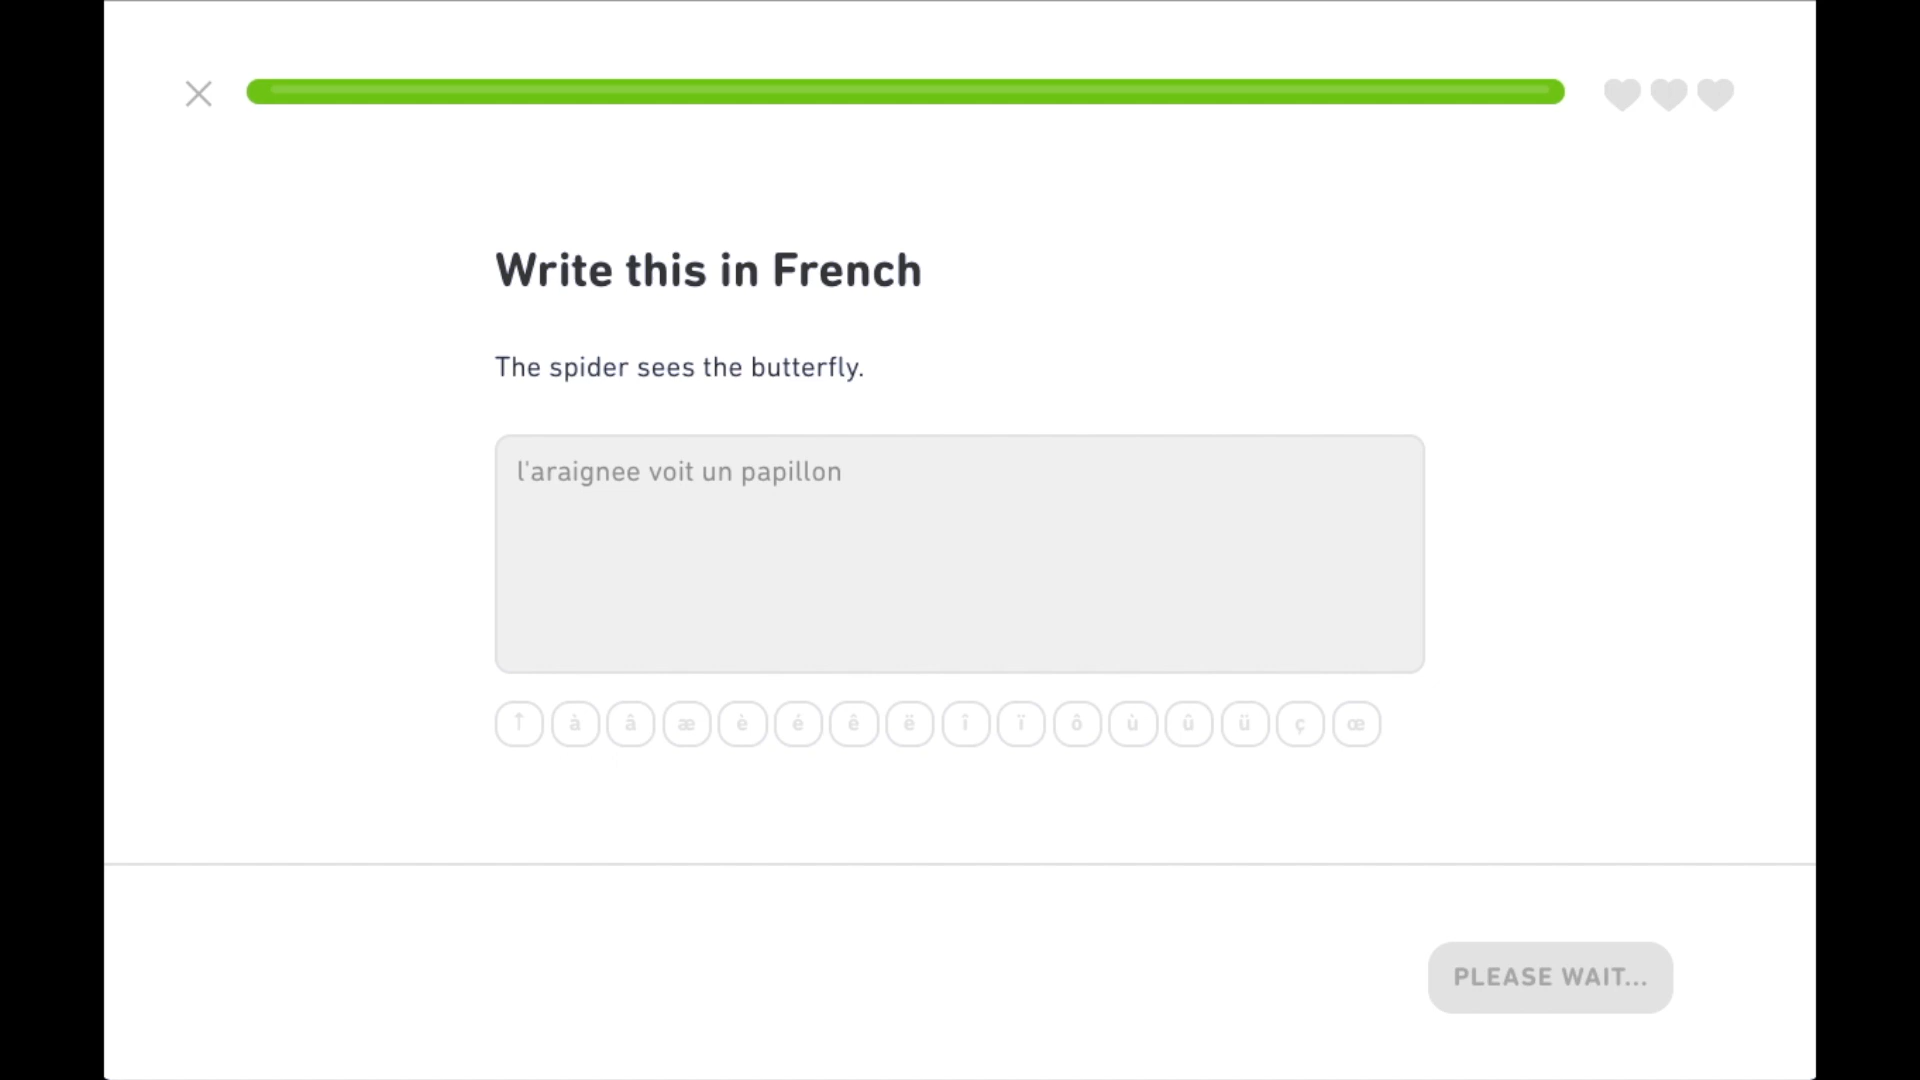 Write this in French
The spider sees the butterfly.
l'araignee voit un papillon
↑ à â æ è é ê ë î ï ô ù û ü ç œ
PLEASE WAIT...